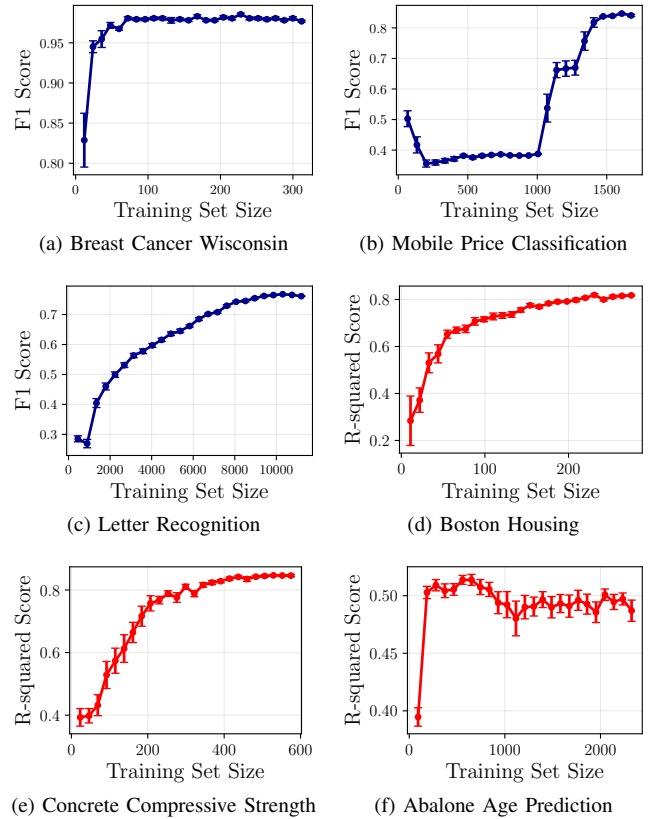 0.95
0.90
0.85
0.80
F1 Score
0
100
200
300
Training Set Size
(a) Breast Cancer Wisconsin
0.8
0.7
0.6
0.5
0.4
F1 Score
0
500
1000
1500
Training Set Size
(b) Mobile Price Classification
0.7
0.6
0.5
0.4
0.3
F1 Score
0
2000
4000
6000
8000
10000
Training Set Size
(c) Letter Recognition
0.8
0.6
0.4
0.2
R-squared Score
0
100
200
Training Set Size
(d) Boston Housing
0.8
0.6
0.4
R-squared Score
0
200
400
600
Training Set Size
(e) Concrete Compressive Strength
0.50
0.45
0.40
R-squared Score
0
1000
2000
Training Set Size
(f) Abalone Age Prediction